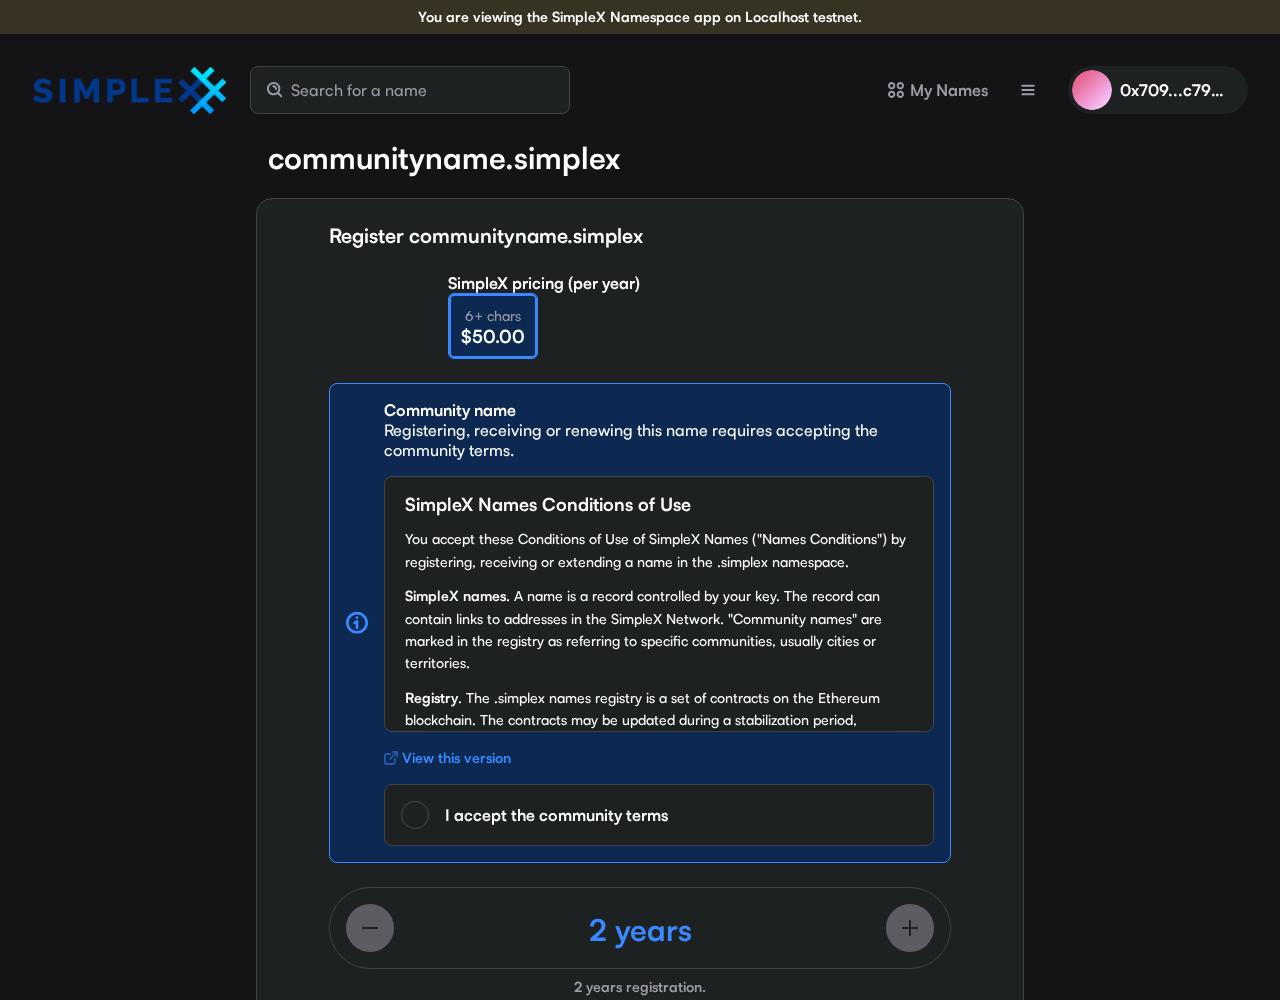 You are viewing the SimpleX Namespace app on Localhost testnet.
SIMPLEX
Search for a name
My Names
0x709...c79...
communityname.simplex
Register communityname.simplex
SimpleX pricing (per year)
6+ chars
$50.00
Community name
Registering, receiving or renewing this name requires accepting the
community terms.
SimpleX Names Conditions of Use
You accept these Conditions of Use of SimpleX Names ("Names Conditions") by
registering, receiving or extending a name in the .simplex namespace.
SimpleX names. A name is a record controlled by your key. The record can
contain links to addresses in the SimpleX Network. "Community names" are
marked in the registry as referring to specific communities, usually cities or
territories.
Registry. The .simplex names registry is a set of contracts on the Ethereum
blockchain. The contracts may be updated during a stabilization period,
View this version
I accept the community terms
2 years
2 years registration.